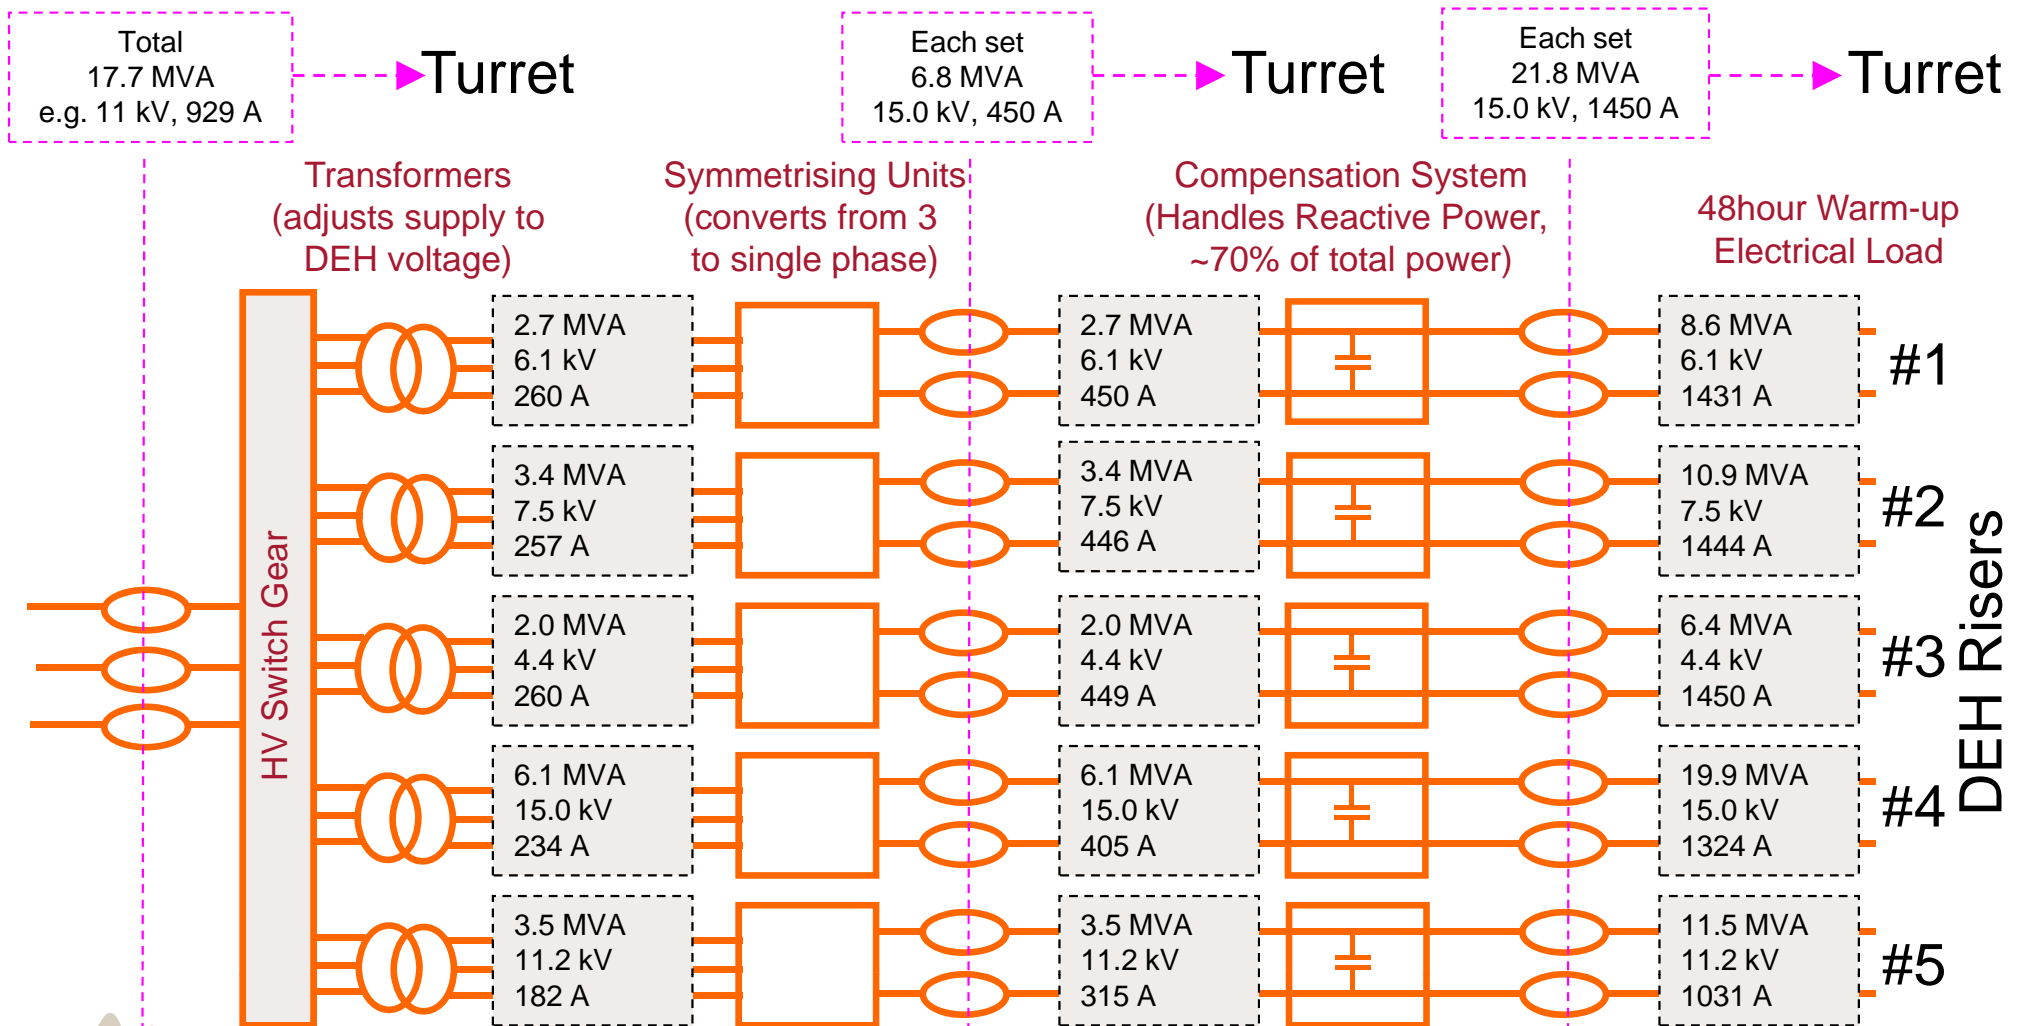 Total
17.7 MVA
e.g. 11 kV, 929 A
Turret
Each set
6.8 MVA
15.0 kV, 450 A
Turret
Each set
21.8 MVA
15.0 kV, 1450 A
Turret
Transformers
(adjusts supply to
DEH voltage)
Symmetrising Units
(converts from 3
to single phase)
Compensation System
(Handles Reactive Power,
~70% of total power)
48hour Warm-up
Electrical Load
HV Switch Gear
2.7 MVA
6.1 kV
260 A
2.7 MVA
6.1 kV
450 A
8.6 MVA
6.1 kV
1431 A
#1
3.4 MVA
7.5 kV
257 A
3.4 MVA
7.5 kV
446 A
10.9 MVA
7.5 kV
1444 A
#2
2.0 MVA
4.4 kV
260 A
2.0 MVA
4.4 kV
449 A
6.4 MVA
4.4 kV
1450 A
#3
6.1 MVA
15.0 kV
234 A
6.1 MVA
15.0 kV
405 A
19.9 MVA
15.0 kV
1324 A
#4
3.5 MVA
11.2 kV
182 A
3.5 MVA
11.2 kV
315 A
11.5 MVA
11.2 kV
1031 A
#5
DEH Risers